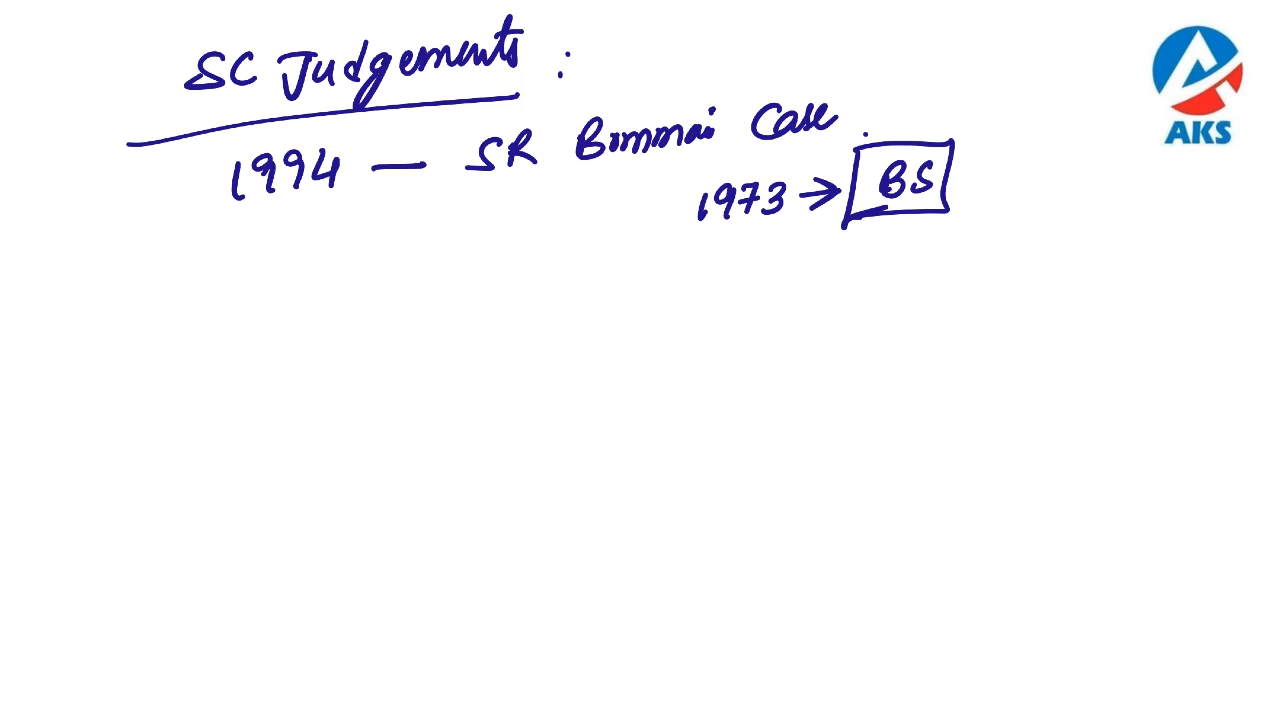 SC Judgements :
1994 — SR Bommai Case.
1973 → BS
AKS